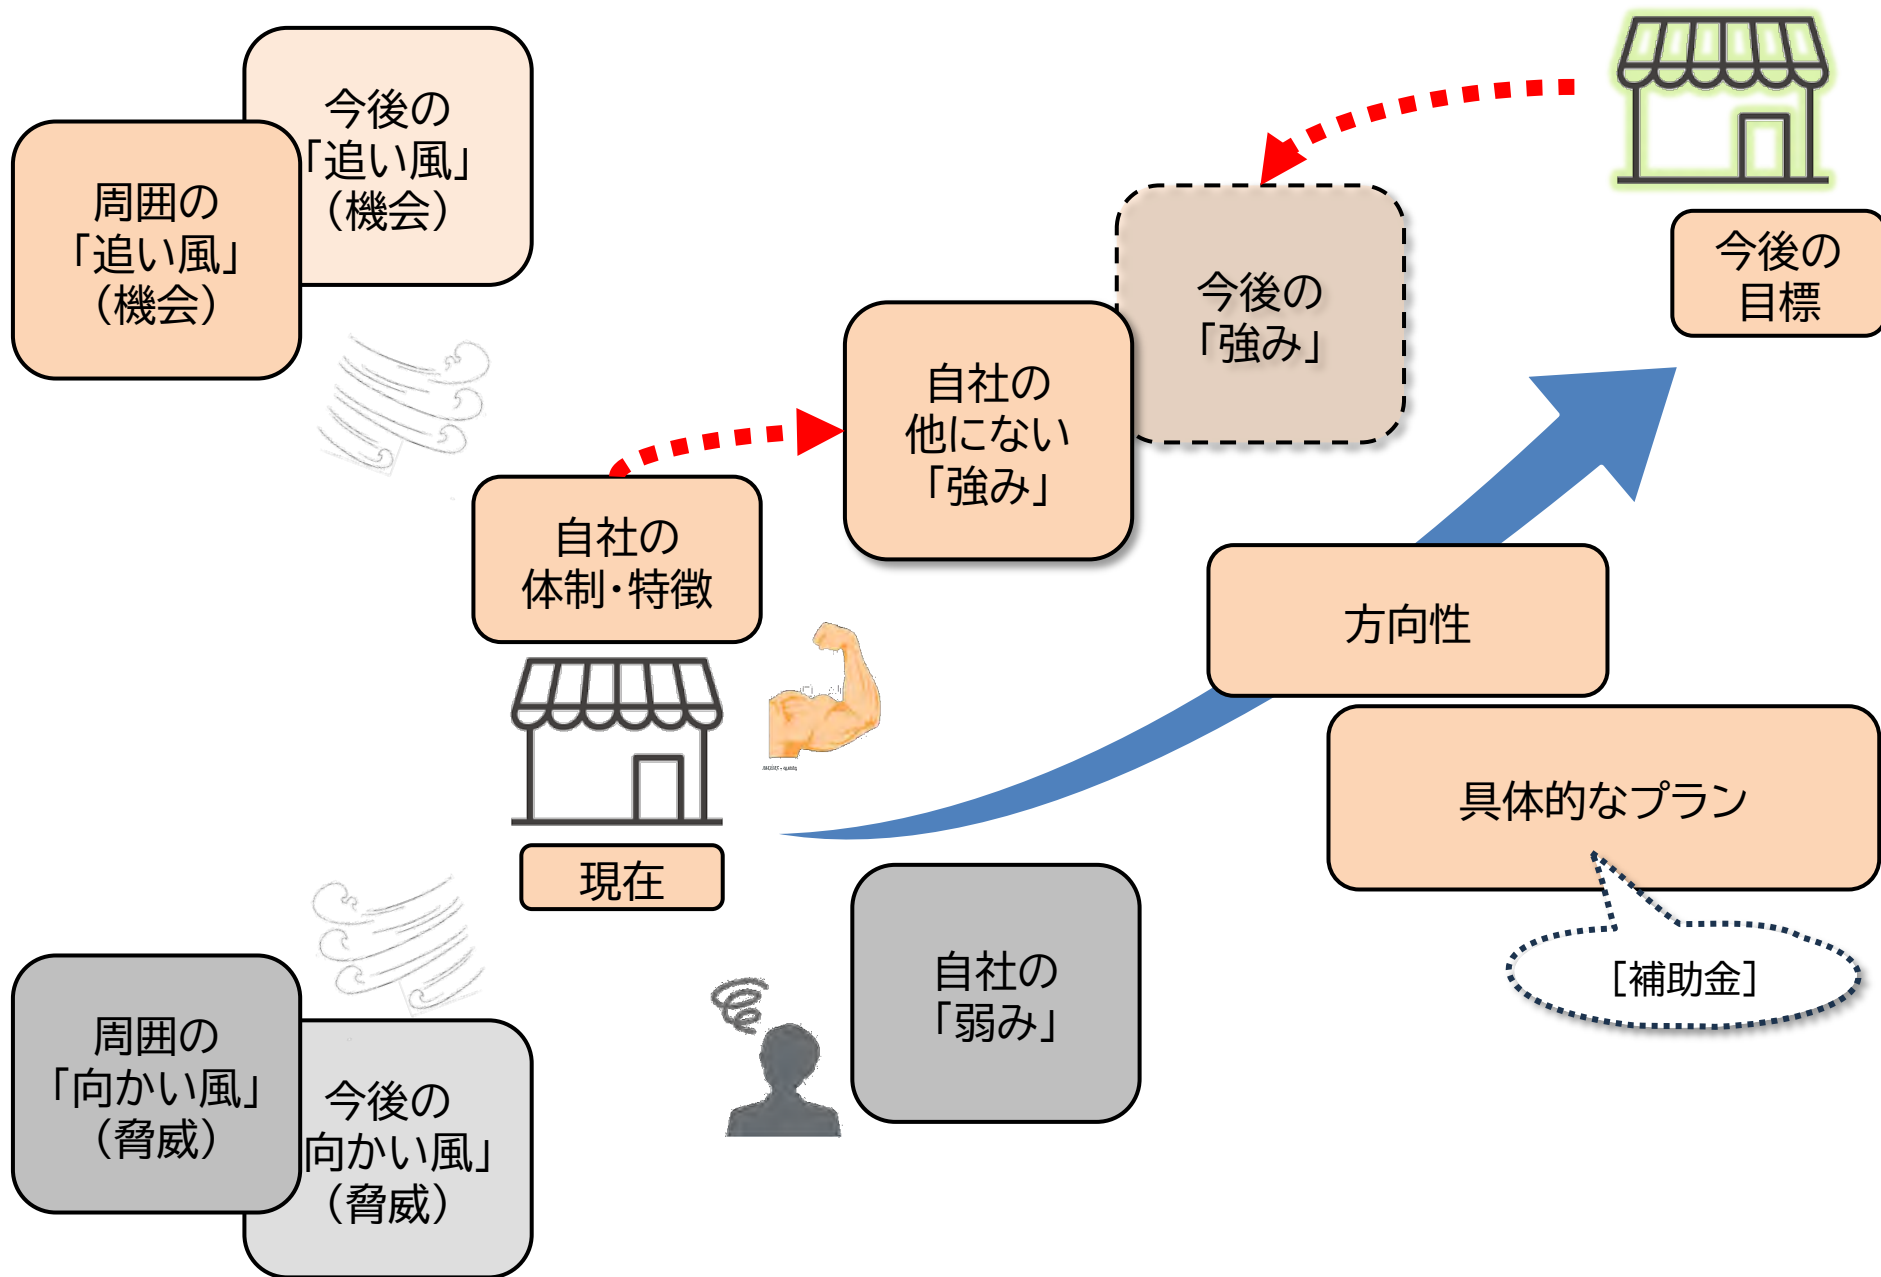 今後の
「追い風」
（機会）
周囲の
「追い風」
（機会）
今後の
目標
今後の
「強み」
自社の
他にない
「強み」
自社の
体制・特徴
方向性
具体的なプラン
現在
［補助金］
自社の
「弱み」
周囲の
「向かい風」
（脅威）
今後の
向かい風」
（脅威）